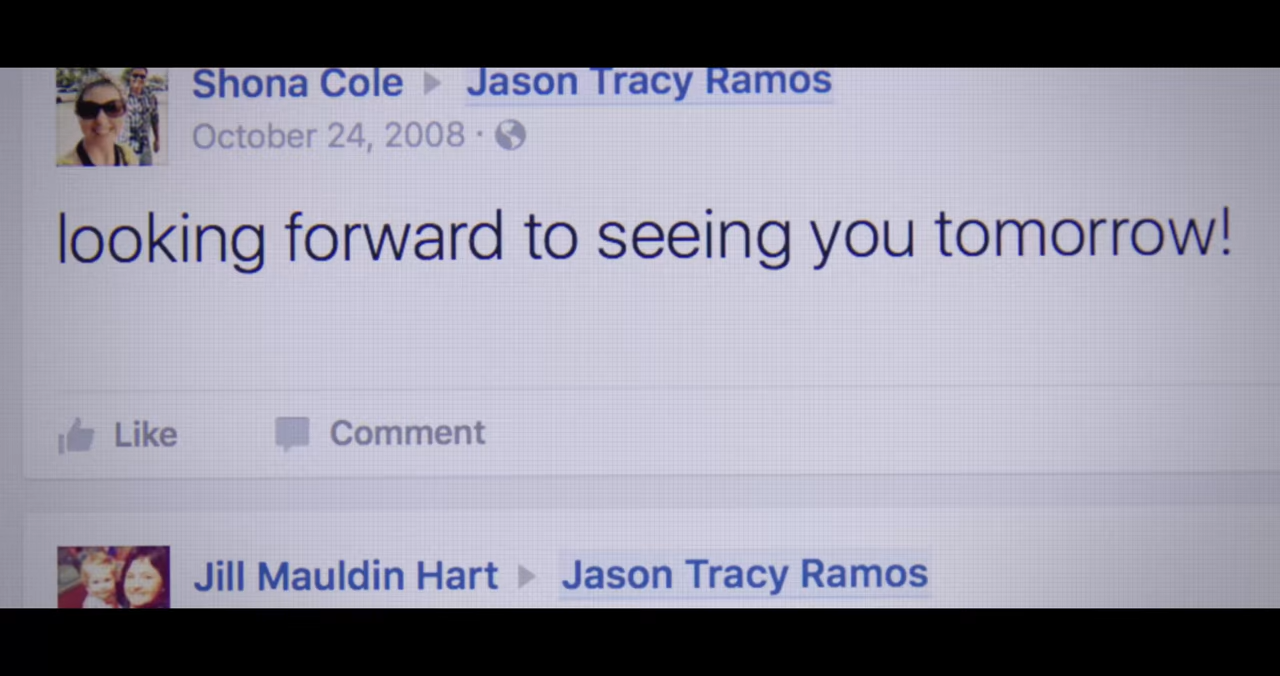 Shona Cole ▸ Jason Tracy Ramos
October 24, 2008 ·
looking forward to seeing you tomorrow!
Like Comment
Jill Mauldin Hart ▸ Jason Tracy Ramos